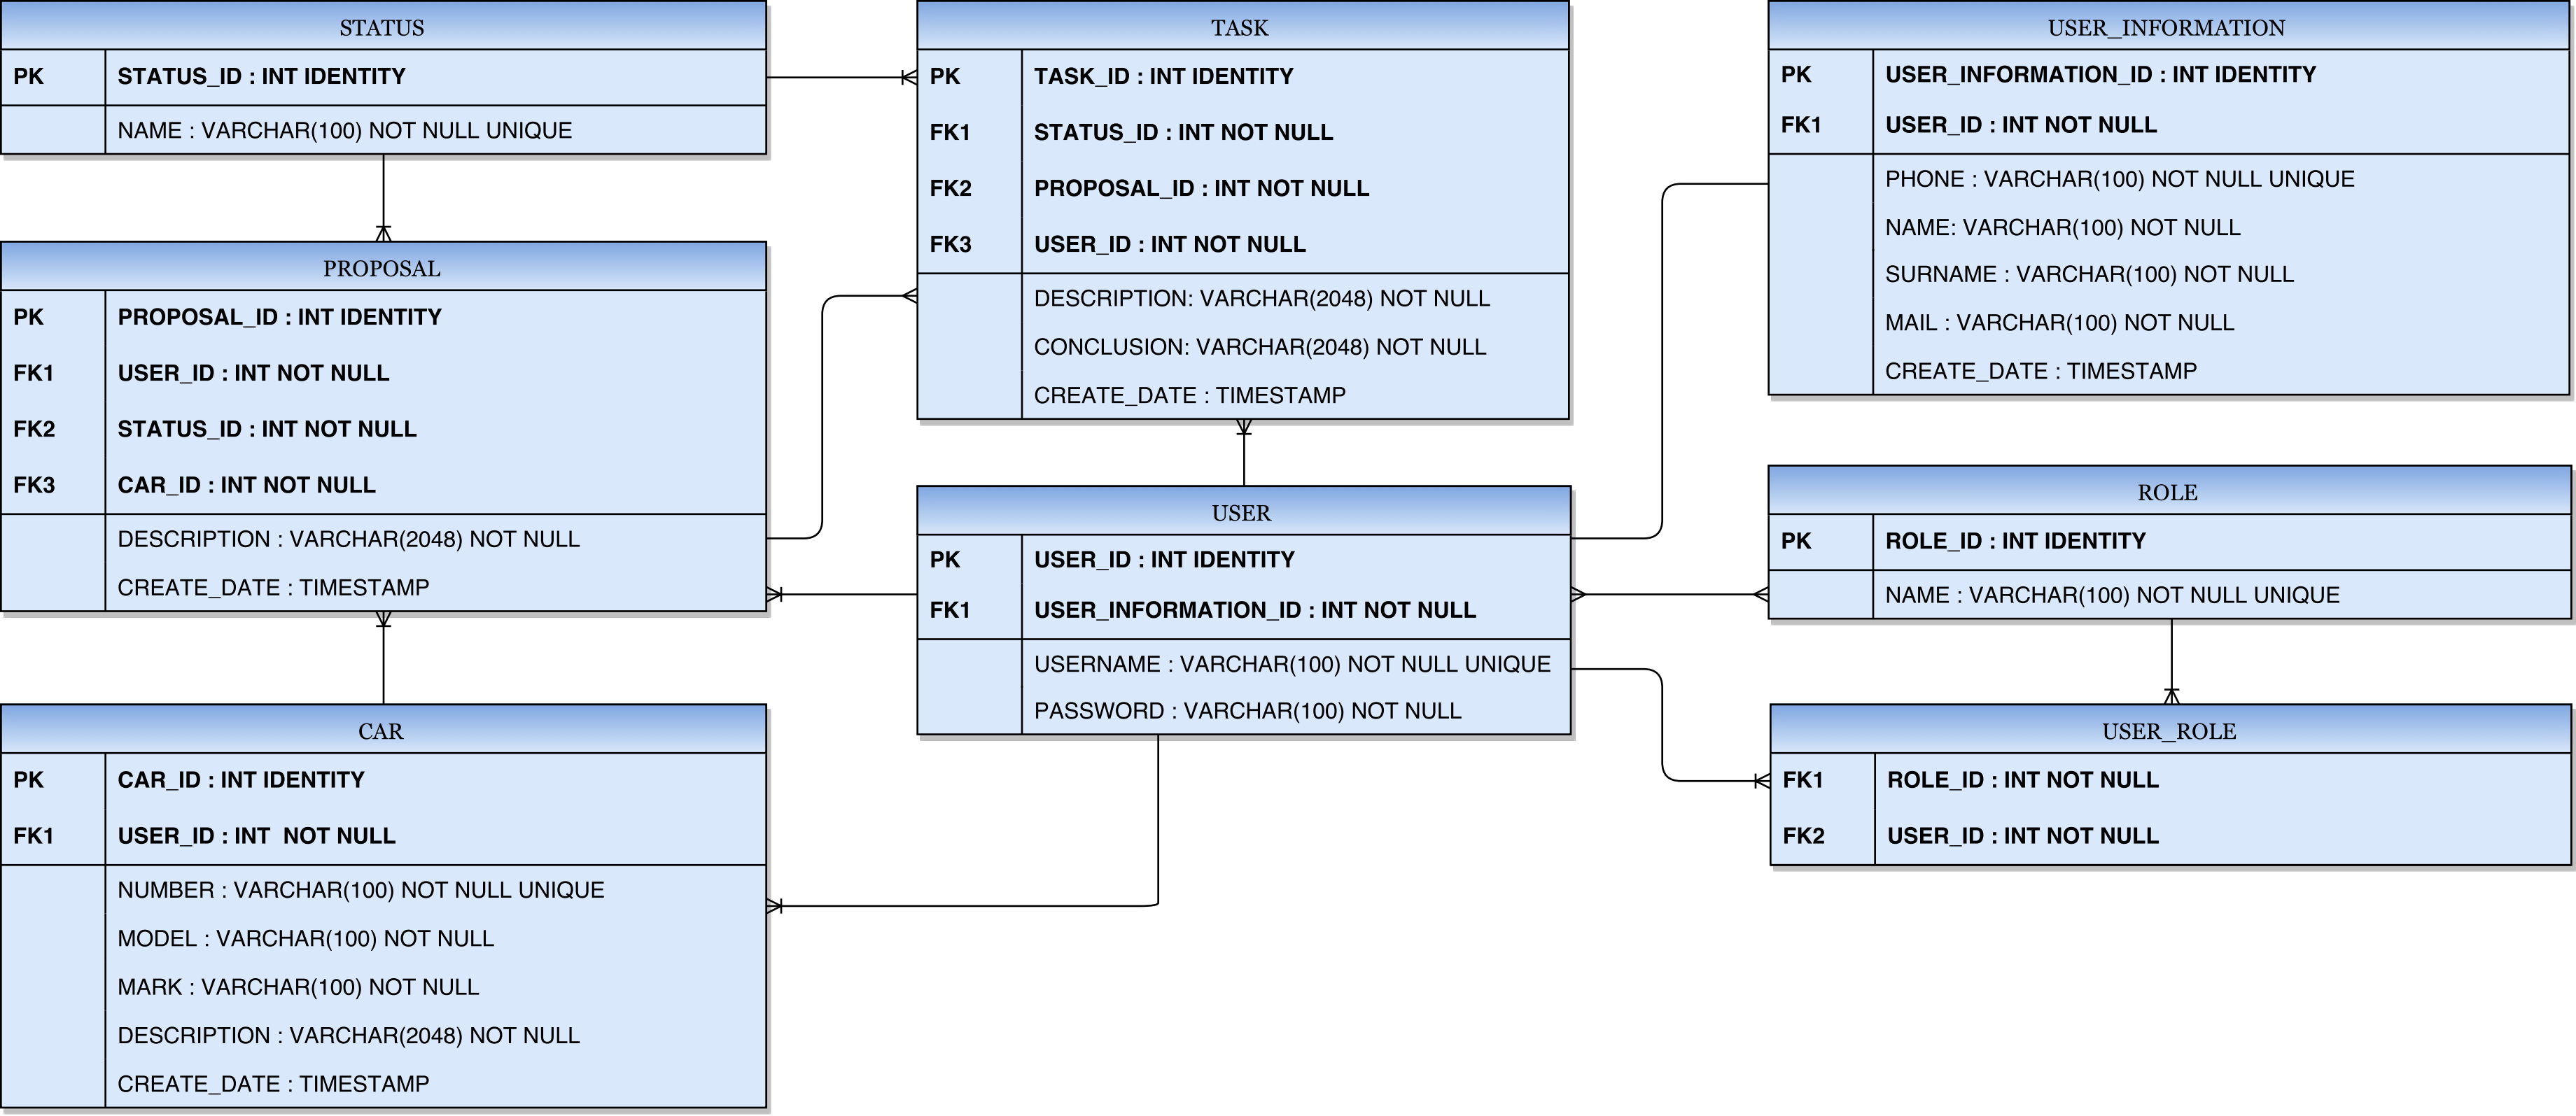 STATUS
PK STATUS_ID : INT IDENTITY
NAME : VARCHAR(100) NOT NULL UNIQUE
PROPOSAL
PK PROPOSAL_ID : INT IDENTITY
FK1 USER_ID : INT NOT NULL
FK2 STATUS_ID : INT NOT NULL
FK3 CAR_ID : INT NOT NULL
DESCRIPTION : VARCHAR(2048) NOT NULL
CREATE_DATE : TIMESTAMP
CAR
PK CAR_ID : INT IDENTITY
FK1 USER_ID : INT  NOT NULL
NUMBER : VARCHAR(100) NOT NULL UNIQUE
MODEL : VARCHAR(100) NOT NULL
MARK : VARCHAR(100) NOT NULL
DESCRIPTION : VARCHAR(2048) NOT NULL
CREATE_DATE : TIMESTAMP
TASK
PK TASK_ID : INT IDENTITY
FK1 STATUS_ID : INT NOT NULL
FK2 PROPOSAL_ID : INT NOT NULL
FK3 USER_ID : INT NOT NULL
DESCRIPTION: VARCHAR(2048) NOT NULL
CONCLUSION: VARCHAR(2048) NOT NULL
CREATE_DATE : TIMESTAMP
USER
PK USER_ID : INT IDENTITY
FK1 USER_INFORMATION_ID : INT NOT NULL
USERNAME : VARCHAR(100) NOT NULL UNIQUE
PASSWORD : VARCHAR(100) NOT NULL
USER_INFORMATION
PK USER_INFORMATION_ID : INT IDENTITY
FK1 USER_ID : INT NOT NULL
PHONE : VARCHAR(100) NOT NULL UNIQUE
NAME: VARCHAR(100) NOT NULL
SURNAME : VARCHAR(100) NOT NULL
MAIL : VARCHAR(100) NOT NULL
CREATE_DATE : TIMESTAMP
ROLE
PK ROLE_ID : INT IDENTITY
NAME : VARCHAR(100) NOT NULL UNIQUE
USER_ROLE
FK1 ROLE_ID : INT NOT NULL
FK2 USER_ID : INT NOT NULL